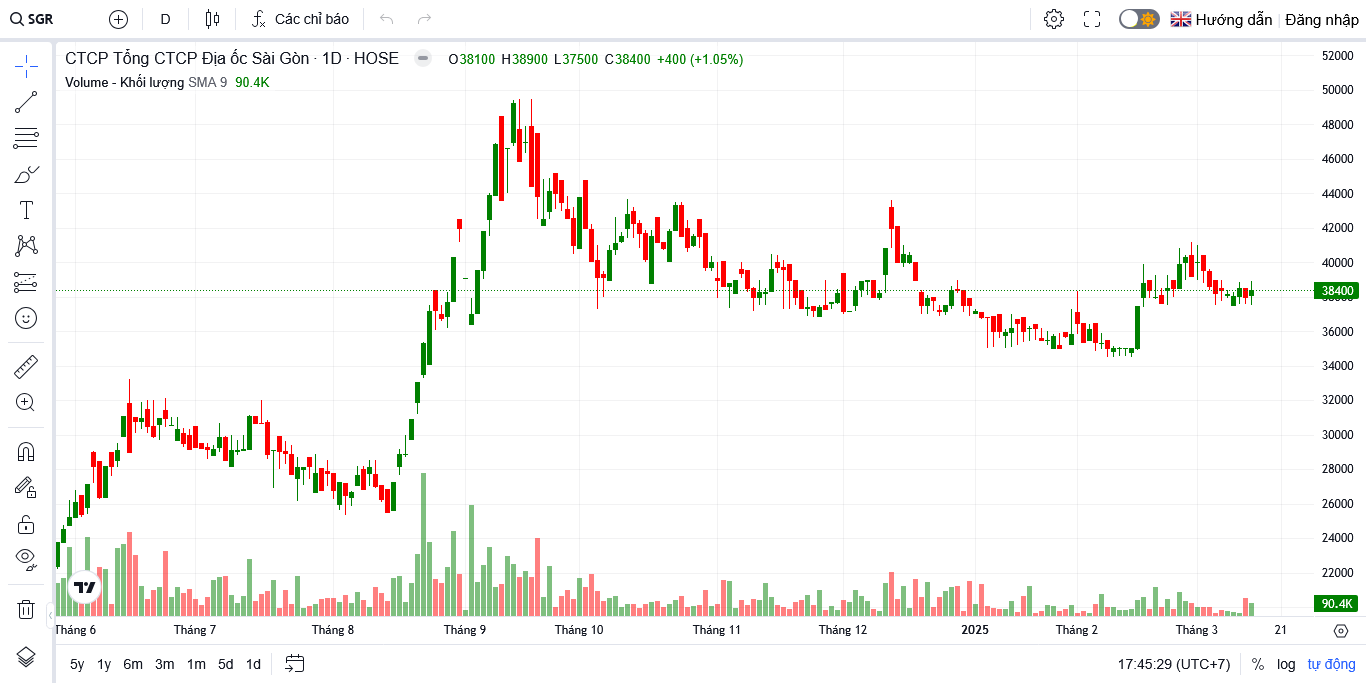 SGR
D
Các chỉ báo
Hướng dẫn
Đăng nhập
CTCP Tổng CTCP Địa ốc Sài Gòn · 1D · HOSE
O38100 H38900 L37500 C38400 +400 (+1.05%)
Volume - Khối lượng SMA 9 90.4K
52000
50000
48000
46000
44000
42000
40000
38400
38000
36000
34000
32000
30000
28000
26000
24000
22000
90.4K
Tháng 6 Tháng 7 Tháng 8 Tháng 9 Tháng 10 Tháng 11 Tháng 12 2025 Tháng 2 Tháng 3 21
5y 1y 6m 3m 1m 5d 1d
17:45:29 (UTC+7) % log tự động